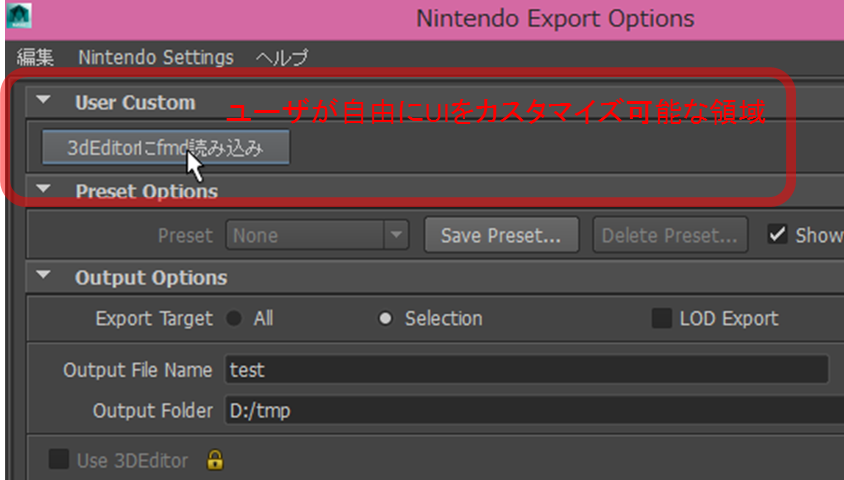 Nintendo Export Options
編集 Nintendo Settings ヘルプ
User Custom ユーザが自由にUIをカスタマイズ可能な領域
3dEditorにfmd読み込み
Preset Options
Preset None Save Preset... Delete Preset... Show
Output Options
Export Target All Selection LOD Export
Output File Name test
Output Folder D:/tmp
Use 3DEditor